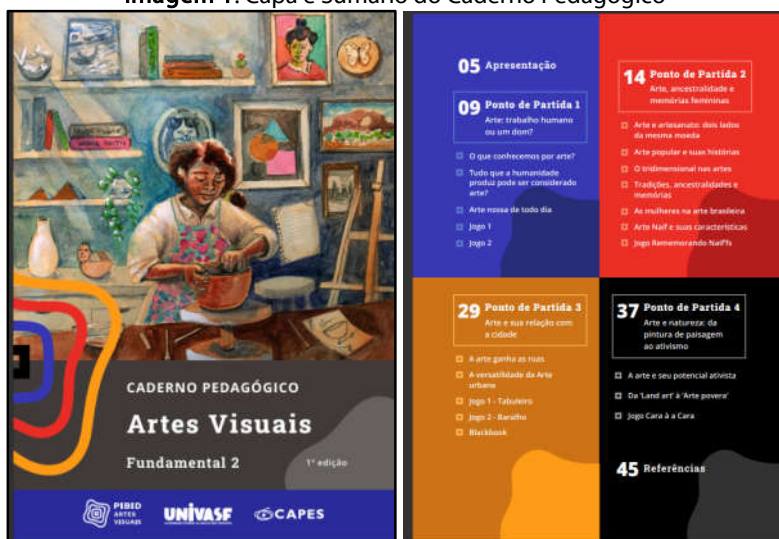 Imagem 1: Capa e Sumário do Caderno Pedagógico
CADERNO PEDAGÓGICO
Artes Visuais
Fundamental 2
1ª edição
PIBID
ARTES
VISUAIS
UNIVASF
CAPES
05 Apresentação
09 Ponto de Partida 1
Arte: trabalho humano
ou um dom?
O que conhecemos por arte?
Tudo que a humanidade
produz pode ser considerado
arte?
Arte nossa de todo dia
Jogo 1
Jogo 2
14 Ponto de Partida 2
Arte, ancestralidade e
memórias femininas
Arte e artesanato: dois lados
da mesma moeda
Arte popular e suas histórias
O tridimensional nas artes
Tradições, ancestralidades e
memórias
As mulheres na arte brasileira
Arte Naïf e suas características
Jogo Rememorando Naïfs
29 Ponto de Partida 3
Arte e sua relação com
a cidade
A arte ganha as ruas
A versatilidade da Arte
urbana
Jogo 1 - Tabuleiro
Jogo 2 - Baralho
Blackbook
37 Ponto de Partida 4
Arte e natureza: da
pintura de paisagem
ao ativismo
A arte e seu potencial ativista
Da 'Land art' à 'Arte povera'
Jogo Cara à a Cara
45 Referências